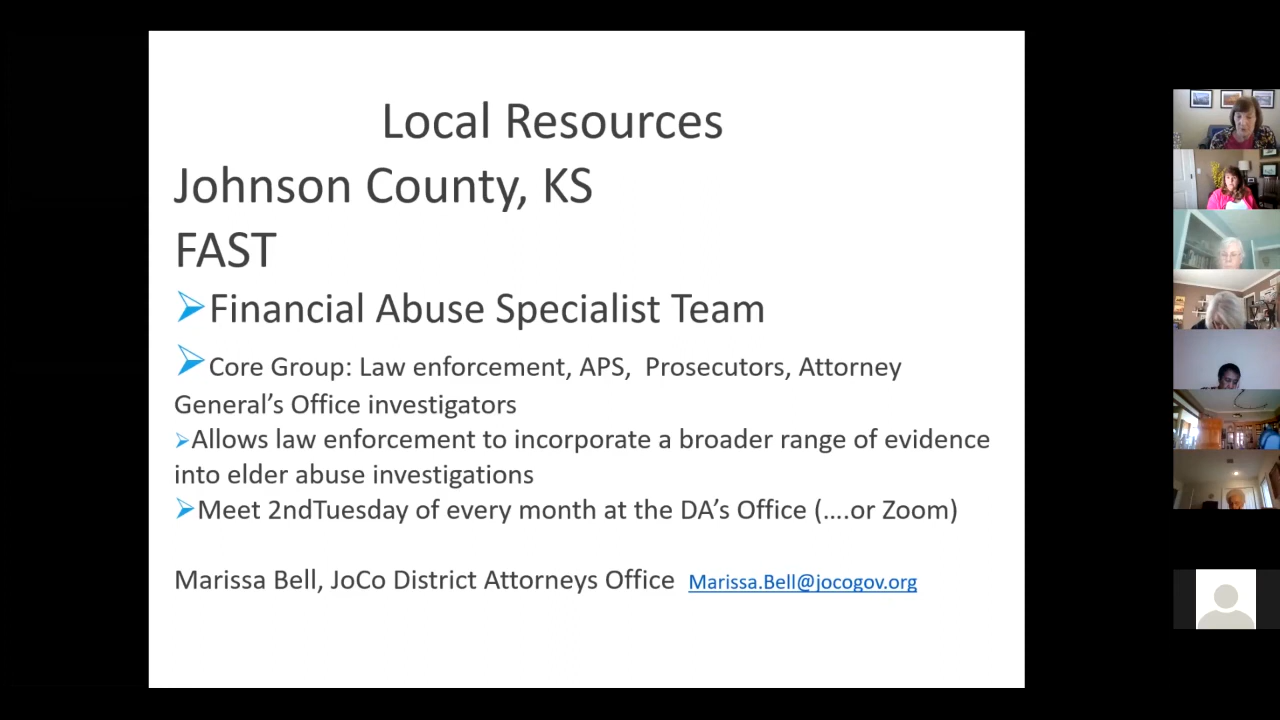 Local Resources
Johnson County, KS
FAST
➢Financial Abuse Specialist Team
➢Core Group: Law enforcement, APS,  Prosecutors, Attorney
General’s Office investigators
➢Allows law enforcement to incorporate a broader range of evidence
into elder abuse investigations
➢Meet 2ndTuesday of every month at the DA’s Office (….or Zoom)
Marissa Bell, JoCo District Attorneys Office  Marissa.Bell@jocogov.org